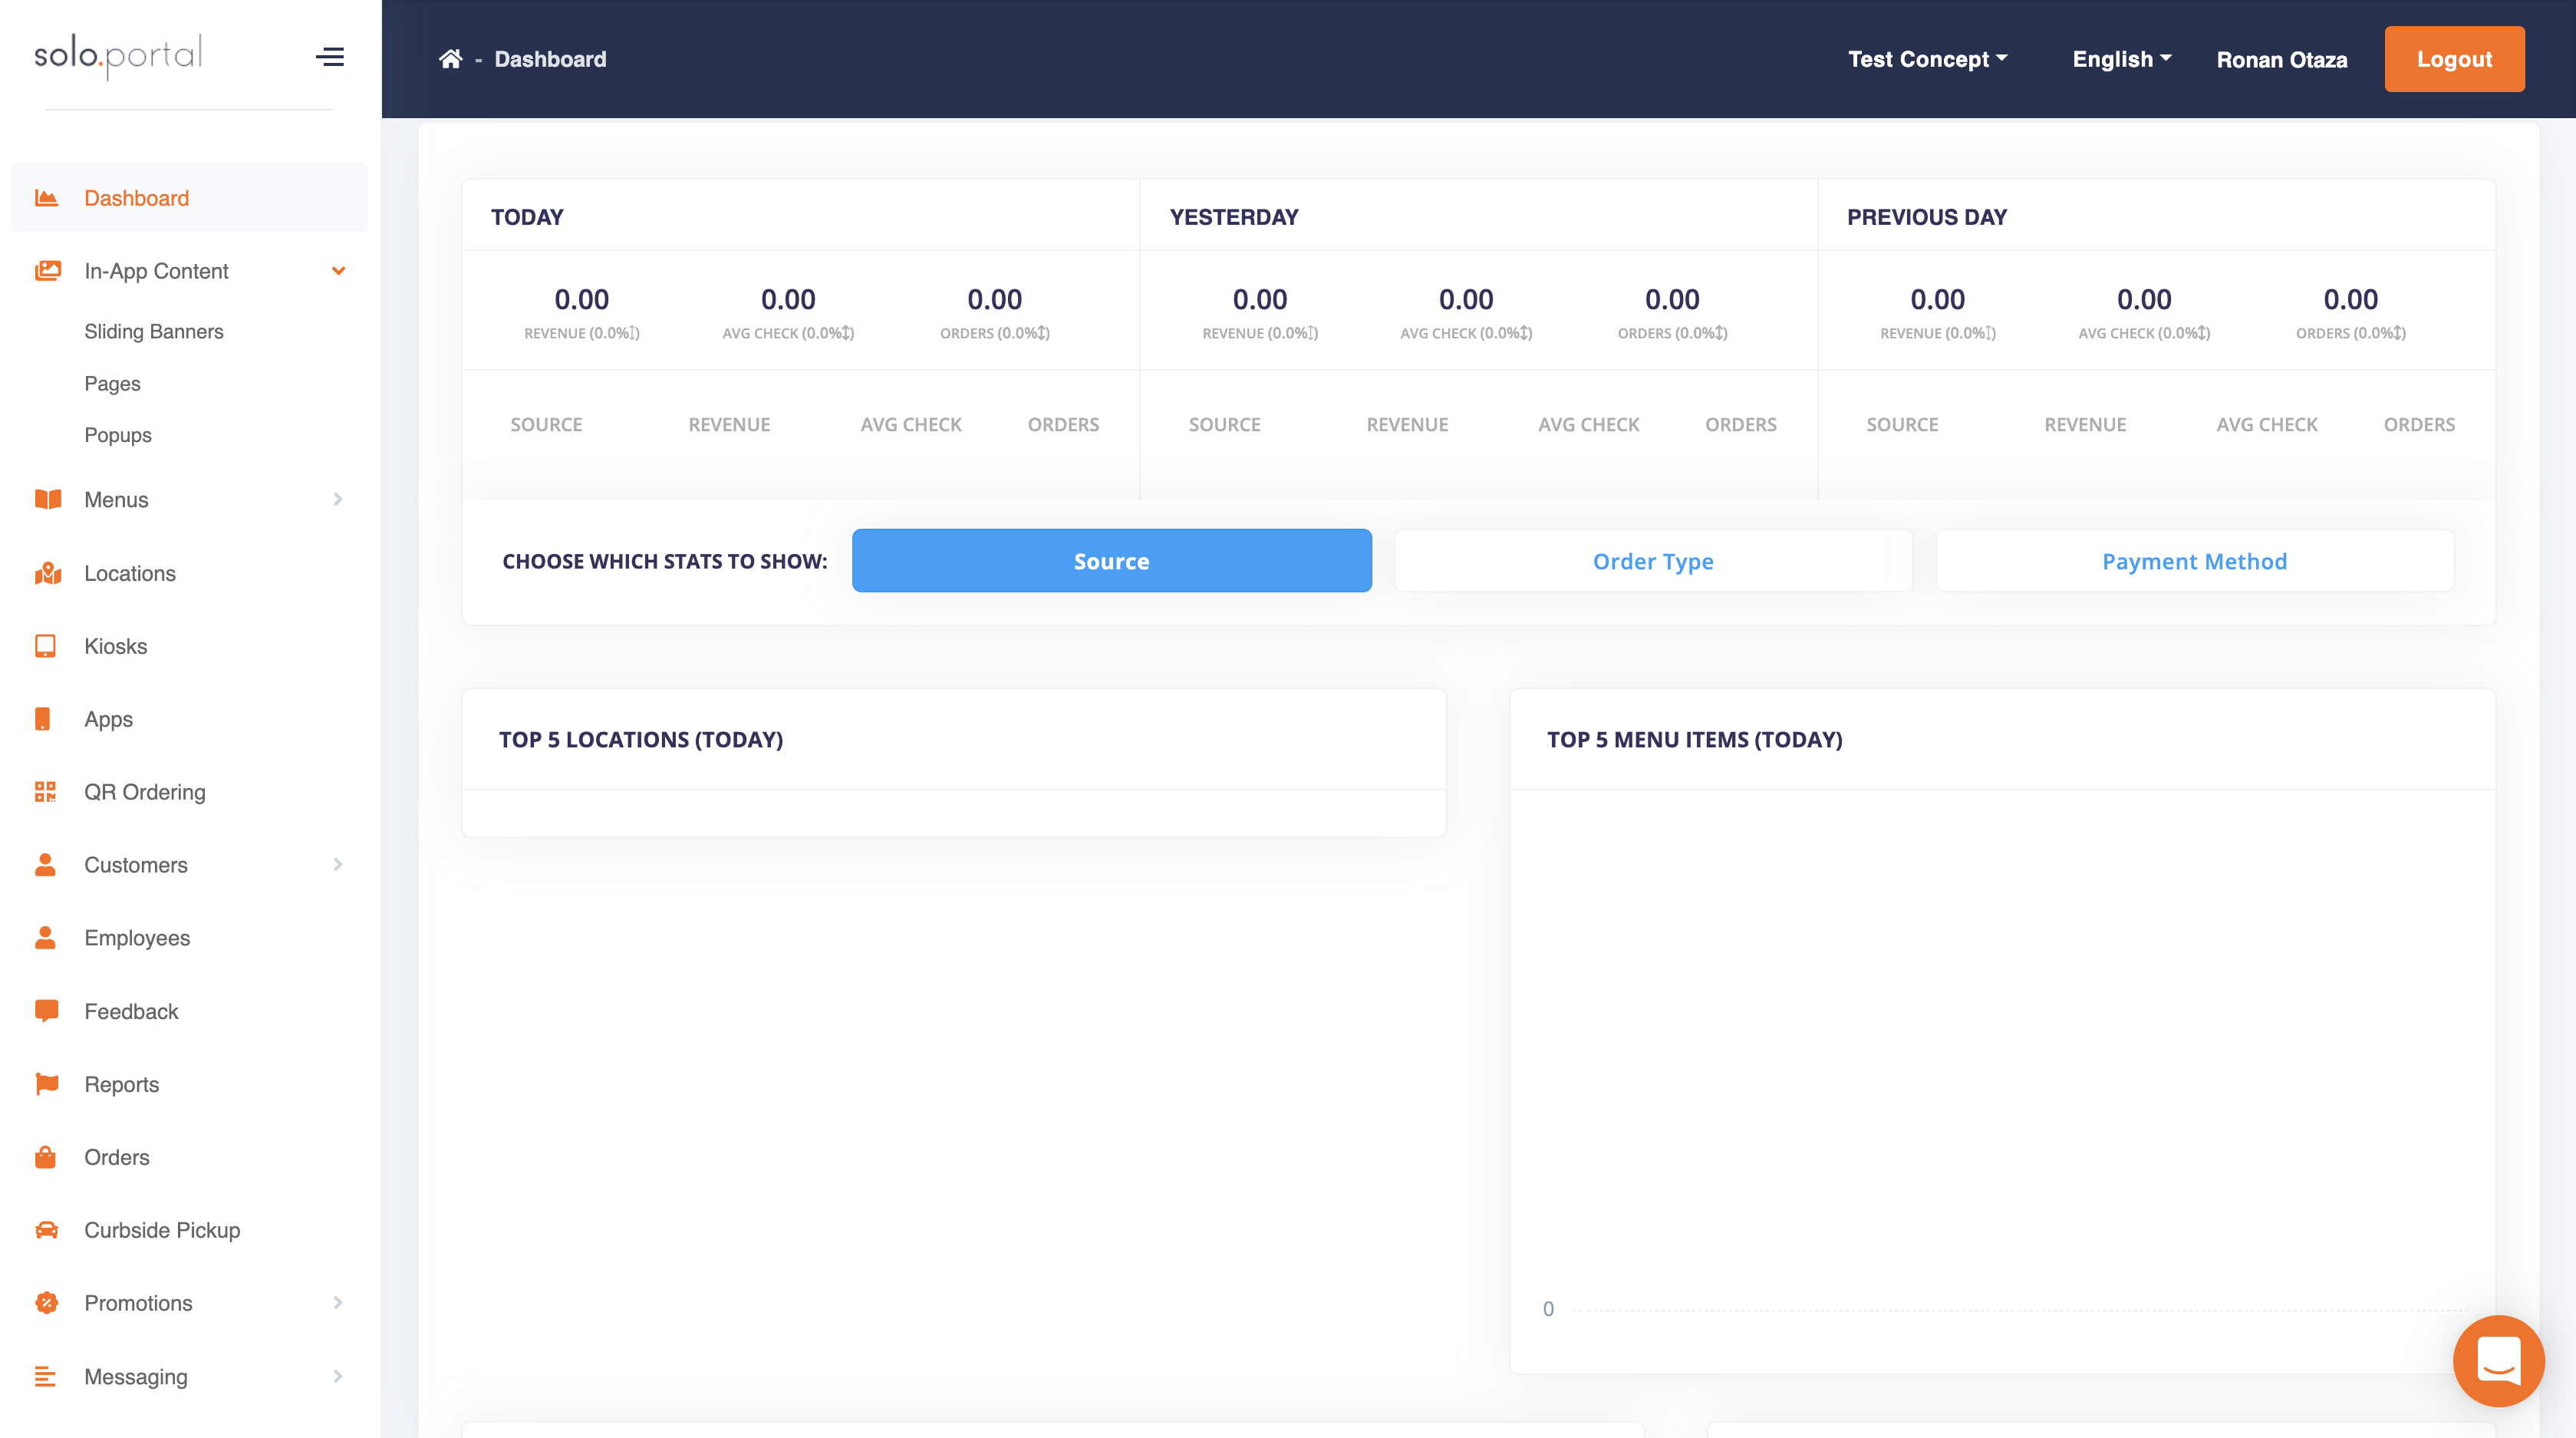 solo.portal
Dashboard
In-App Content
Sliding Banners
Pages
Popups
Menus
Locations
Kiosks
Apps
QR Ordering
Customers
Employees
Feedback
Reports
Orders
Curbside Pickup
Promotions
Messaging
- Dashboard
Test Concept
English
Ronan Otaza
Logout
TODAY
0.00 0.00 0.00
REVENUE (0.0%↕) AVG CHECK (0.0%↕) ORDERS (0.0%↕)
SOURCE REVENUE AVG CHECK ORDERS
YESTERDAY
0.00 0.00 0.00
REVENUE (0.0%↕) AVG CHECK (0.0%↕) ORDERS (0.0%↕)
SOURCE REVENUE AVG CHECK ORDERS
PREVIOUS DAY
0.00 0.00 0.00
REVENUE (0.0%↕) AVG CHECK (0.0%↕) ORDERS (0.0%↕)
SOURCE REVENUE AVG CHECK ORDERS
CHOOSE WHICH STATS TO SHOW: Source Order Type Payment Method
TOP 5 LOCATIONS (TODAY)
TOP 5 MENU ITEMS (TODAY)
0